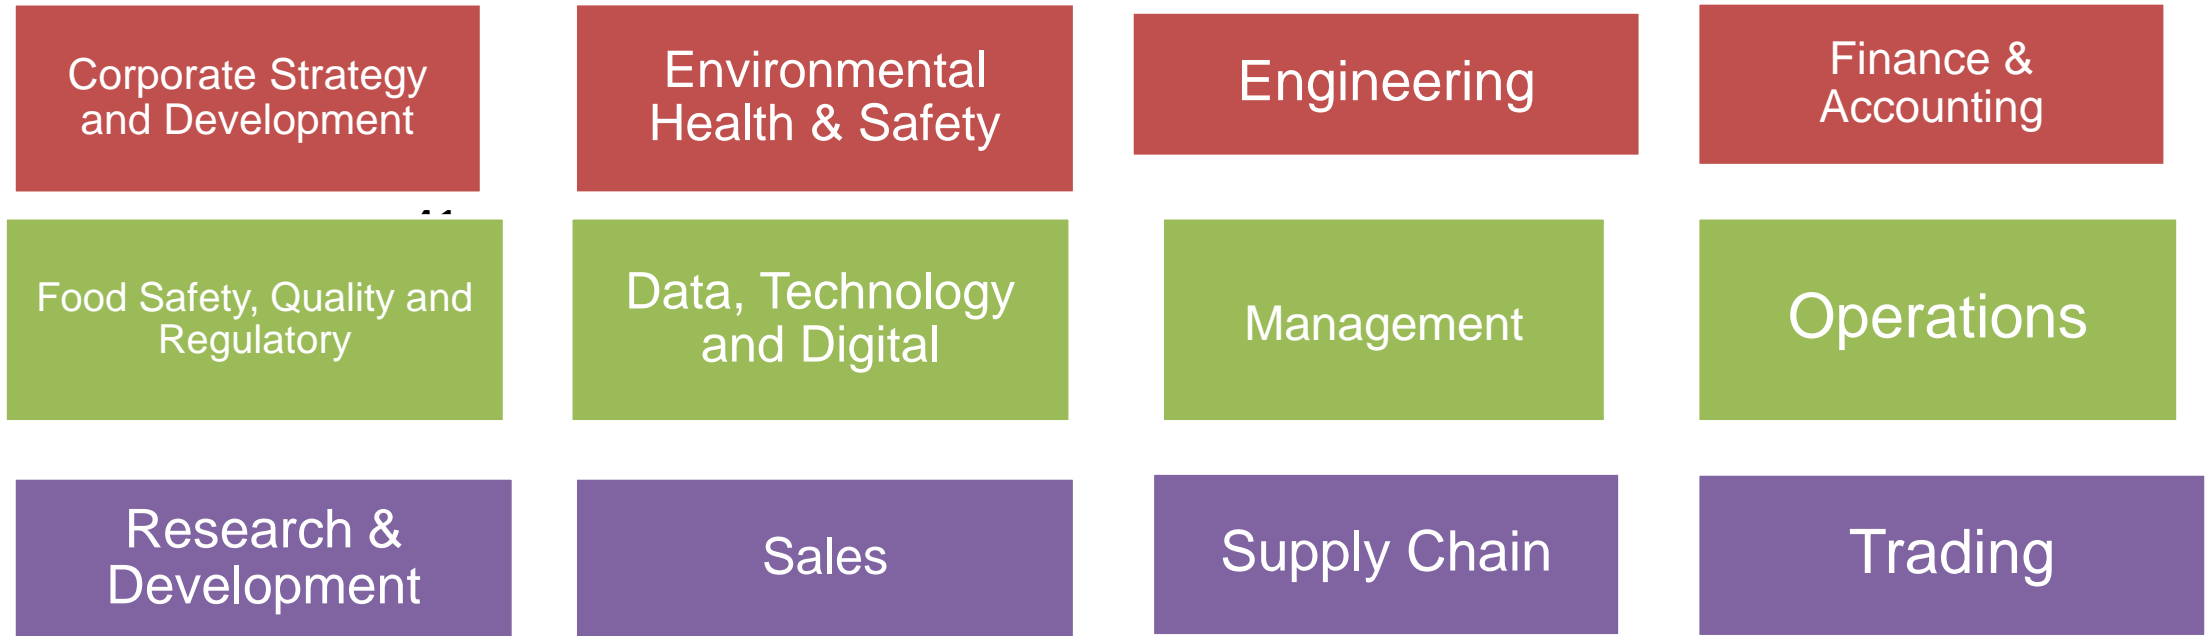 Corporate Strategy
and Development
Environmental
Health & Safety
Engineering
Finance &
Accounting
Food Safety, Quality and
Regulatory
Data, Technology
and Digital
Management
Operations
Research &
Development
Sales
Supply Chain
Trading